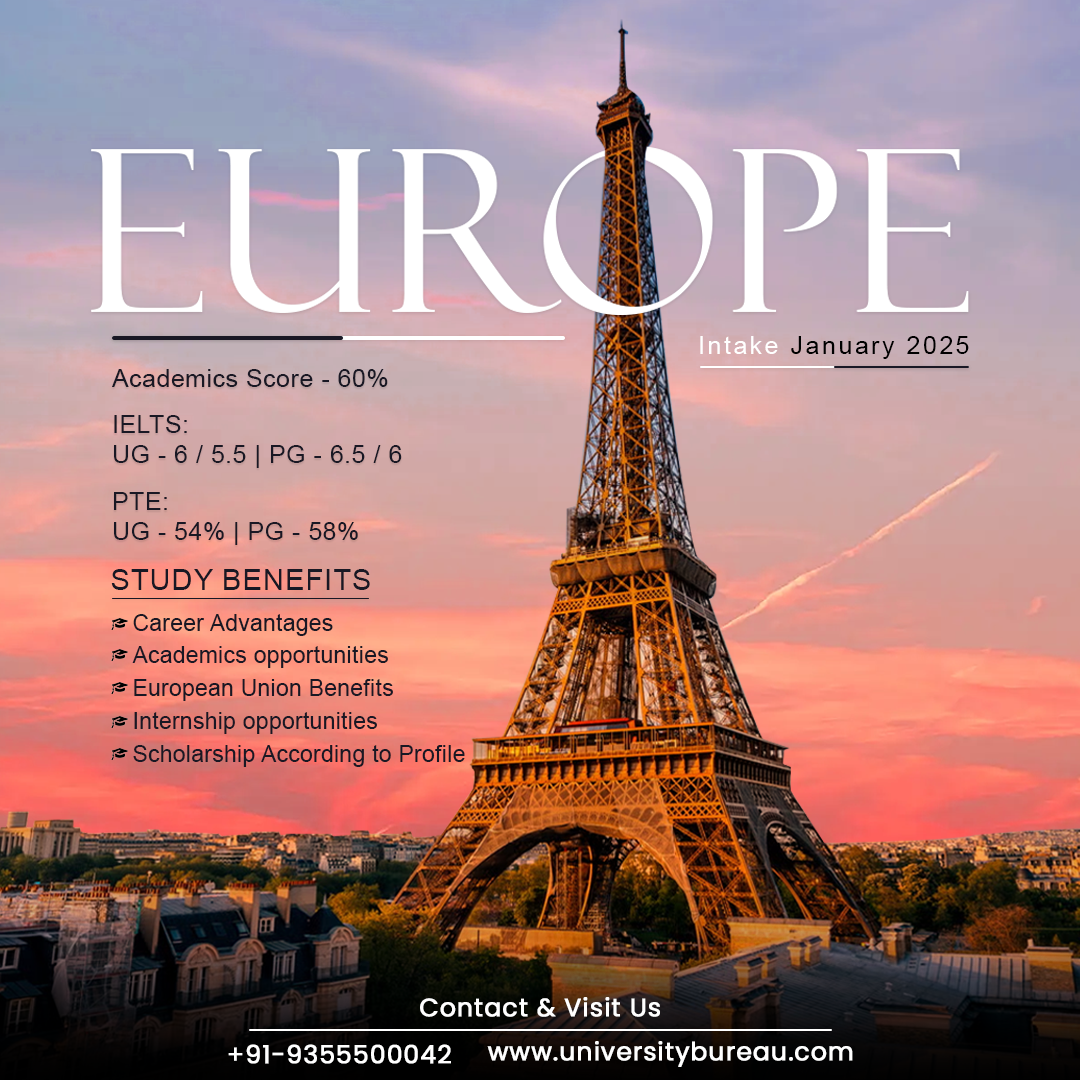 EUROPE
Intake January 2025
Academics Score - 60%
IELTS:
UG - 6 / 5.5 | PG - 6.5 / 6
PTE:
UG - 54% | PG - 58%
STUDY BENEFITS
Career Advantages
Academics opportunities
European Union Benefits
Internship opportunities
Scholarship According to Profile
Contact & Visit Us
+91-9355500042 www.universitybureau.com